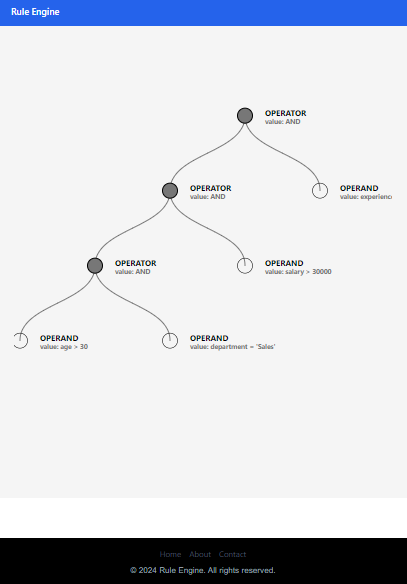 Rule Engine
OPERATOR
value: AND
OPERATOR
value: AND
OPERAND
value: experienc
OPERATOR
value: AND
OPERAND
value: salary > 30000
OPERAND
value: age > 30
OPERAND
value: department = 'Sales'
Home About Contact
© 2024 Rule Engine. All rights reserved.